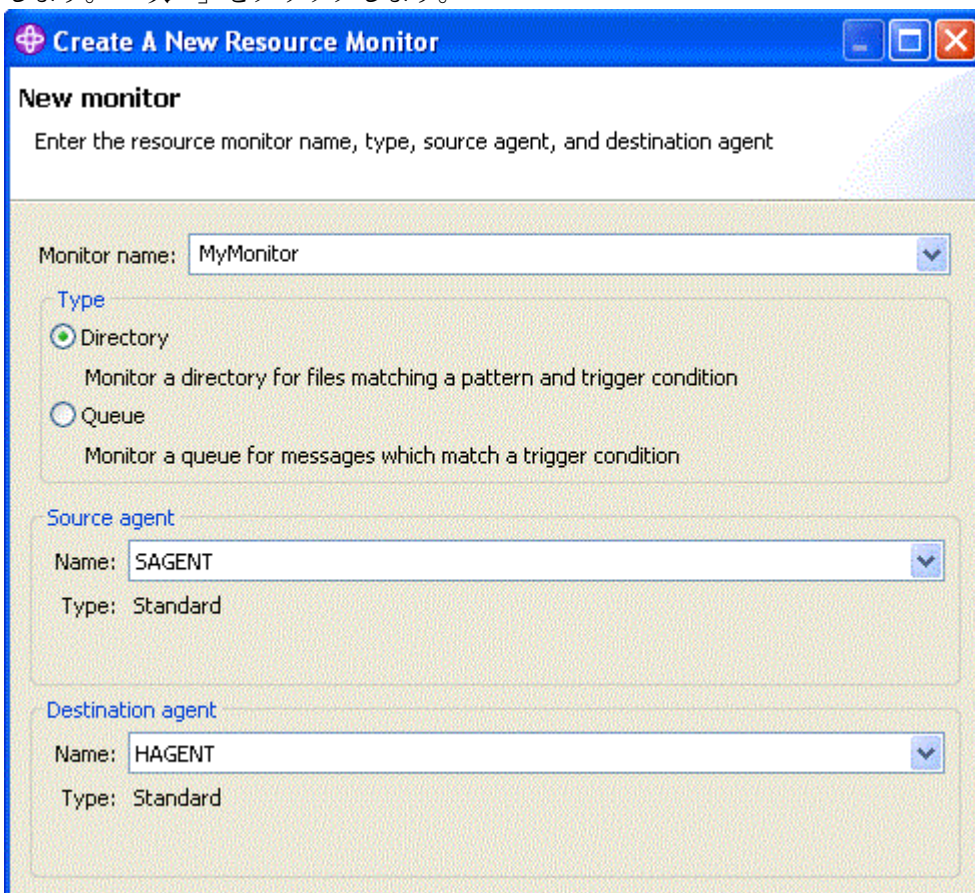 Create A New Resource Monitor
New monitor
Enter the resource monitor name, type, source agent, and destination agent
Monitor name: MyMonitor
Type
Directory
Monitor a directory for files matching a pattern and trigger condition
Queue
Monitor a queue for messages which match a trigger condition
Source agent
Name: SAGENT
Type: Standard
Destination agent
Name: HAGENT
Type: Standard